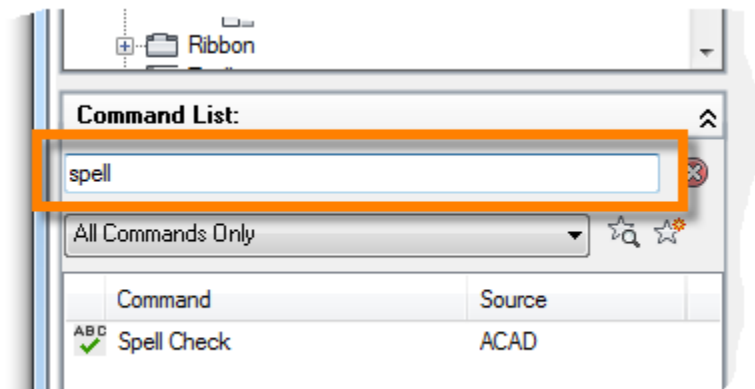 Ribbon
Command List:
spell
All Commands Only
Command Source
ABC Spell Check ACAD